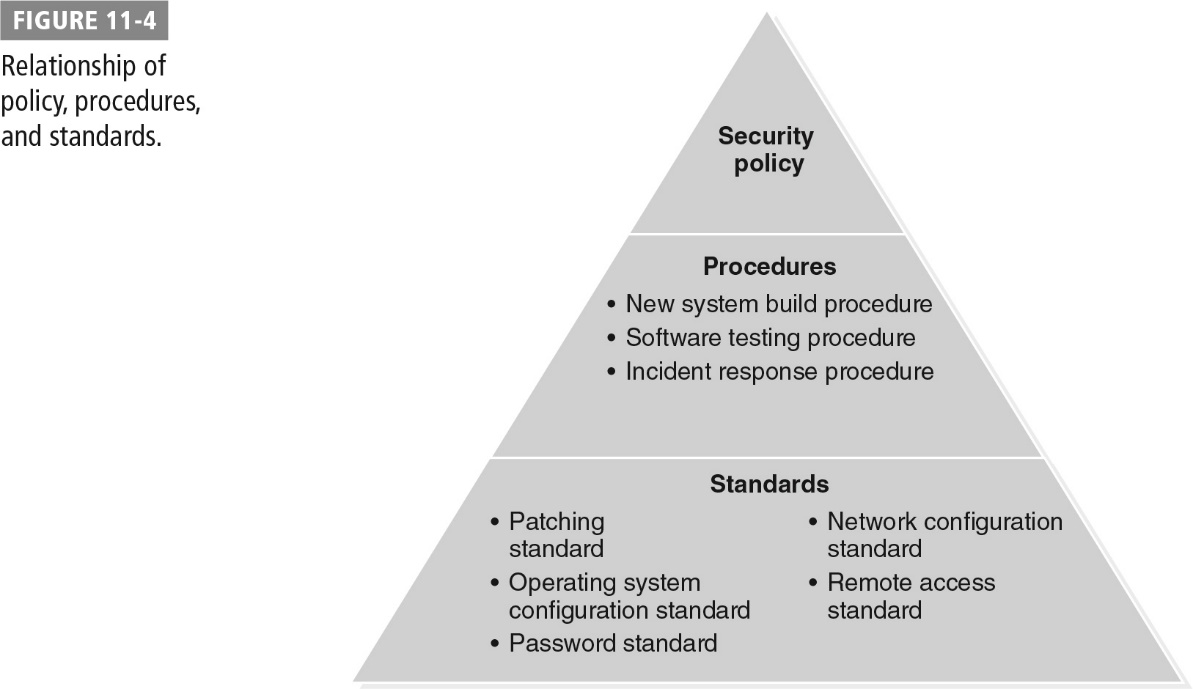 FIGURE 11-4
Relationship of
policy, procedures,
and standards.
Security
policy
Procedures
• New system build procedure
• Software testing procedure
• Incident response procedure
Standards
• Patching
standard
• Operating system
configuration standard
• Password standard
• Network configuration
standard
• Remote access
standard